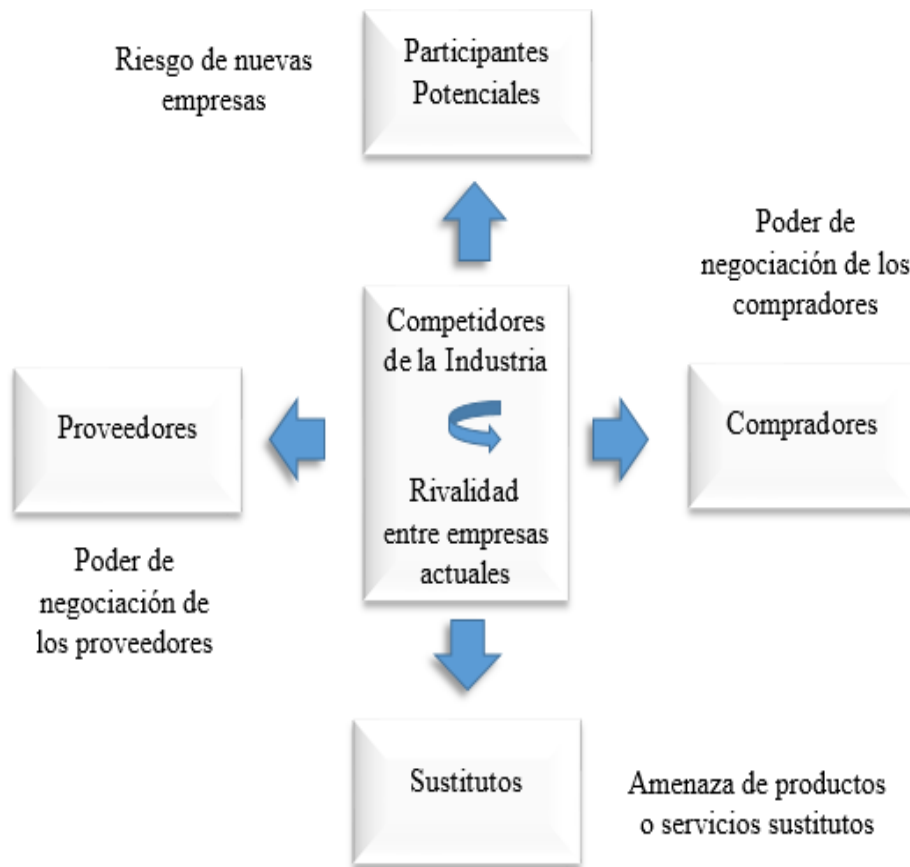 Riesgo de nuevas
empresas
Participantes
Potenciales
Poder de
negociación de los
compradores
Competidores
de la Industria
Proveedores
Compradores
Rivalidad
entre empresas
actuales
Poder de
negociación de
los proveedores
Sustitutos
Amenaza de productos
o servicios sustitutos